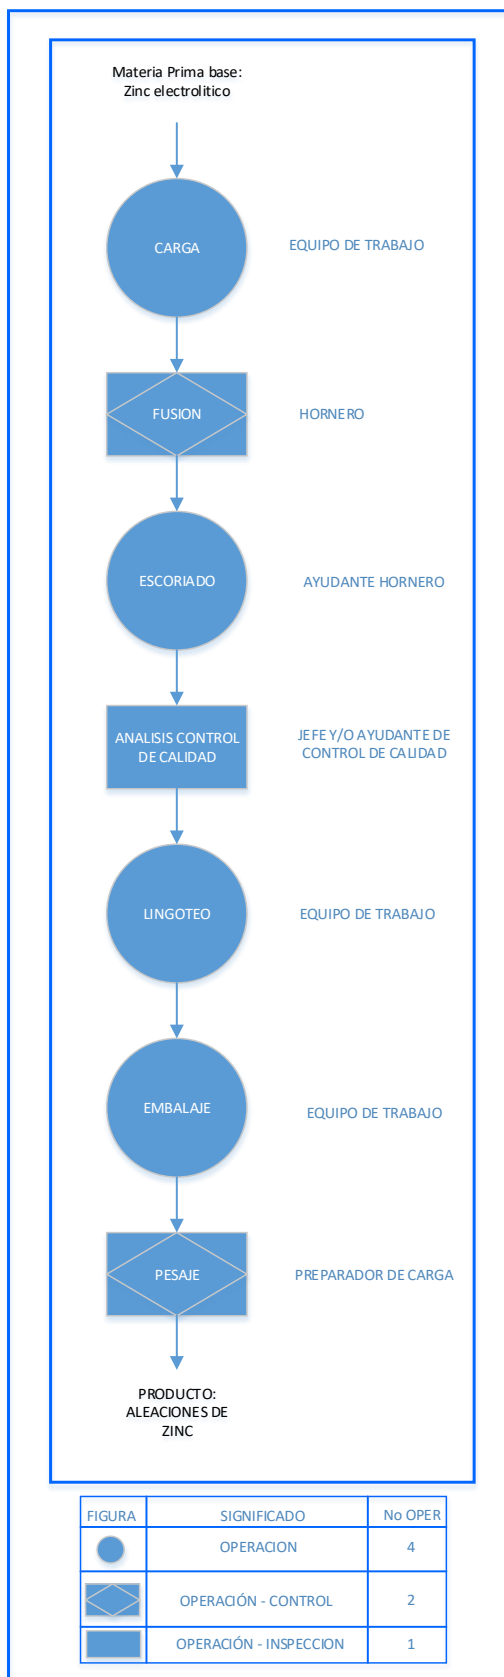 Materia Prima base:
Zinc electrolitico
CARGA
EQUIPO DE TRABAJO
FUSION
HORNERO
ESCORIADO
AYUDANTE HORNERO
ANALISIS CONTROL
DE CALIDAD
JEFE Y/O AYUDANTE DE
CONTROL DE CALIDAD
LINGOTEO
EQUIPO DE TRABAJO
EMBALAJE
EQUIPO DE TRABAJO
PESAJE
PREPARADOR DE CARGA
PRODUCTO:
ALEACIONES DE
ZINC
FIGURA SIGNIFICADO No OPER
OPERACION 4
OPERACIÓN - CONTROL 2
OPERACIÓN - INSPECCION 1